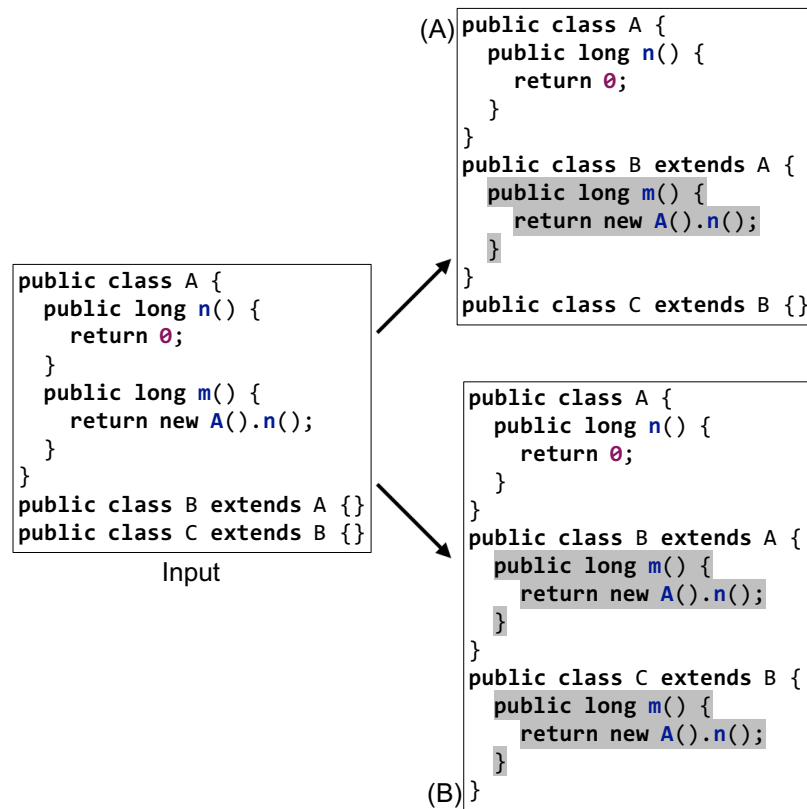 (A)
public class A {
  public long n() {
    return 0;
  }
}
public class B extends A {
  public long m() {
    return new A().n();
  }
}
public class C extends B {}
public class A {
  public long n() {
    return 0;
  }
  public long m() {
    return new A().n();
  }
}
public class B extends A {}
public class C extends B {}
Input
public class A {
  public long n() {
    return 0;
  }
}
public class B extends A {
  public long m() {
    return new A().n();
  }
}
public class C extends B {
  public long m() {
    return new A().n();
  }
}
(B)